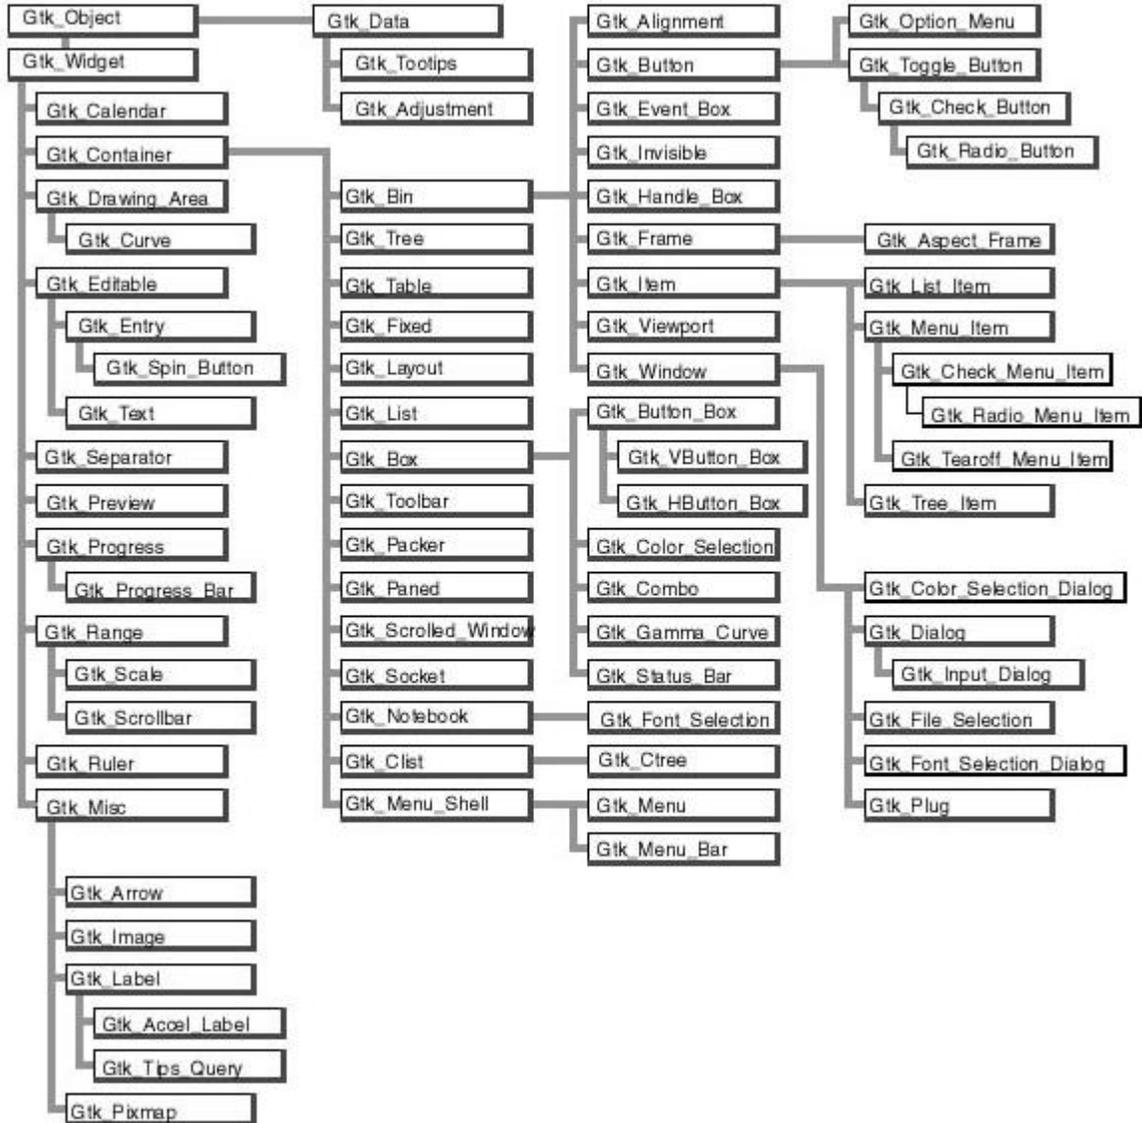 Gtk_Object
Gtk_Widget
Gtk_Calendar
Gtk_Container
Gtk_Drawing_Area
Gtk_Curve
Gtk_Editable
Gtk_Entry
Gtk_Spin_Button
Gtk_Text
Gtk_Separator
Gtk_Preview
Gtk_Progress
Gtk_Progress_Bar
Gtk_Range
Gtk_Scale
Gtk_Scrollbar
Gtk_Ruler
Gtk_Misc
Gtk_Arrow
Gtk_Image
Gtk_Label
Gtk_Accel_Label
Gtk_Tips_Query
Gtk_Pixmap
Gtk_Data
Gtk_Tootips
Gtk_Adjustment
Gtk_Bin
Gtk_Tree
Gtk_Table
Gtk_Fixed
Gtk_Layout
Gtk_List
Gtk_Box
Gtk_Toolbar
Gtk_Packer
Gtk_Paned
Gtk_Scrolled_Window
Gtk_Socket
Gtk_Notebook
Gtk_Clist
Gtk_Menu_Shell
Gtk_Alignment
Gtk_Button
Gtk_Event_Box
Gtk_Invisible
Gtk_Handle_Box
Gtk_Frame
Gtk_Item
Gtk_Viewport
Gtk_Window
Gtk_Button_Box
Gtk_VButton_Box
Gtk_HButton_Box
Gtk_Color_Selection
Gtk_Combo
Gtk_Gamma_Curve
Gtk_Status_Bar
Gtk_Font_Selection
Gtk_Ctree
Gtk_Menu
Gtk_Menu_Bar
Gtk_Option_Menu
Gtk_Toggle_Button
Gtk_Check_Button
Gtk_Radio_Button
Gtk_Aspect_Frame
Gtk_List_Item
Gtk_Menu_Item
Gtk_Check_Menu_Item
Gtk_Radio_Menu_Item
Gtk_Tearoff_Menu_Item
Gtk_Tree_Item
Gtk_Color_Selection_Dialog
Gtk_Dialog
Gtk_Input_Dialog
Gtk_File_Selection
Gtk_Font_Selection_Dialog
Gtk_Plug